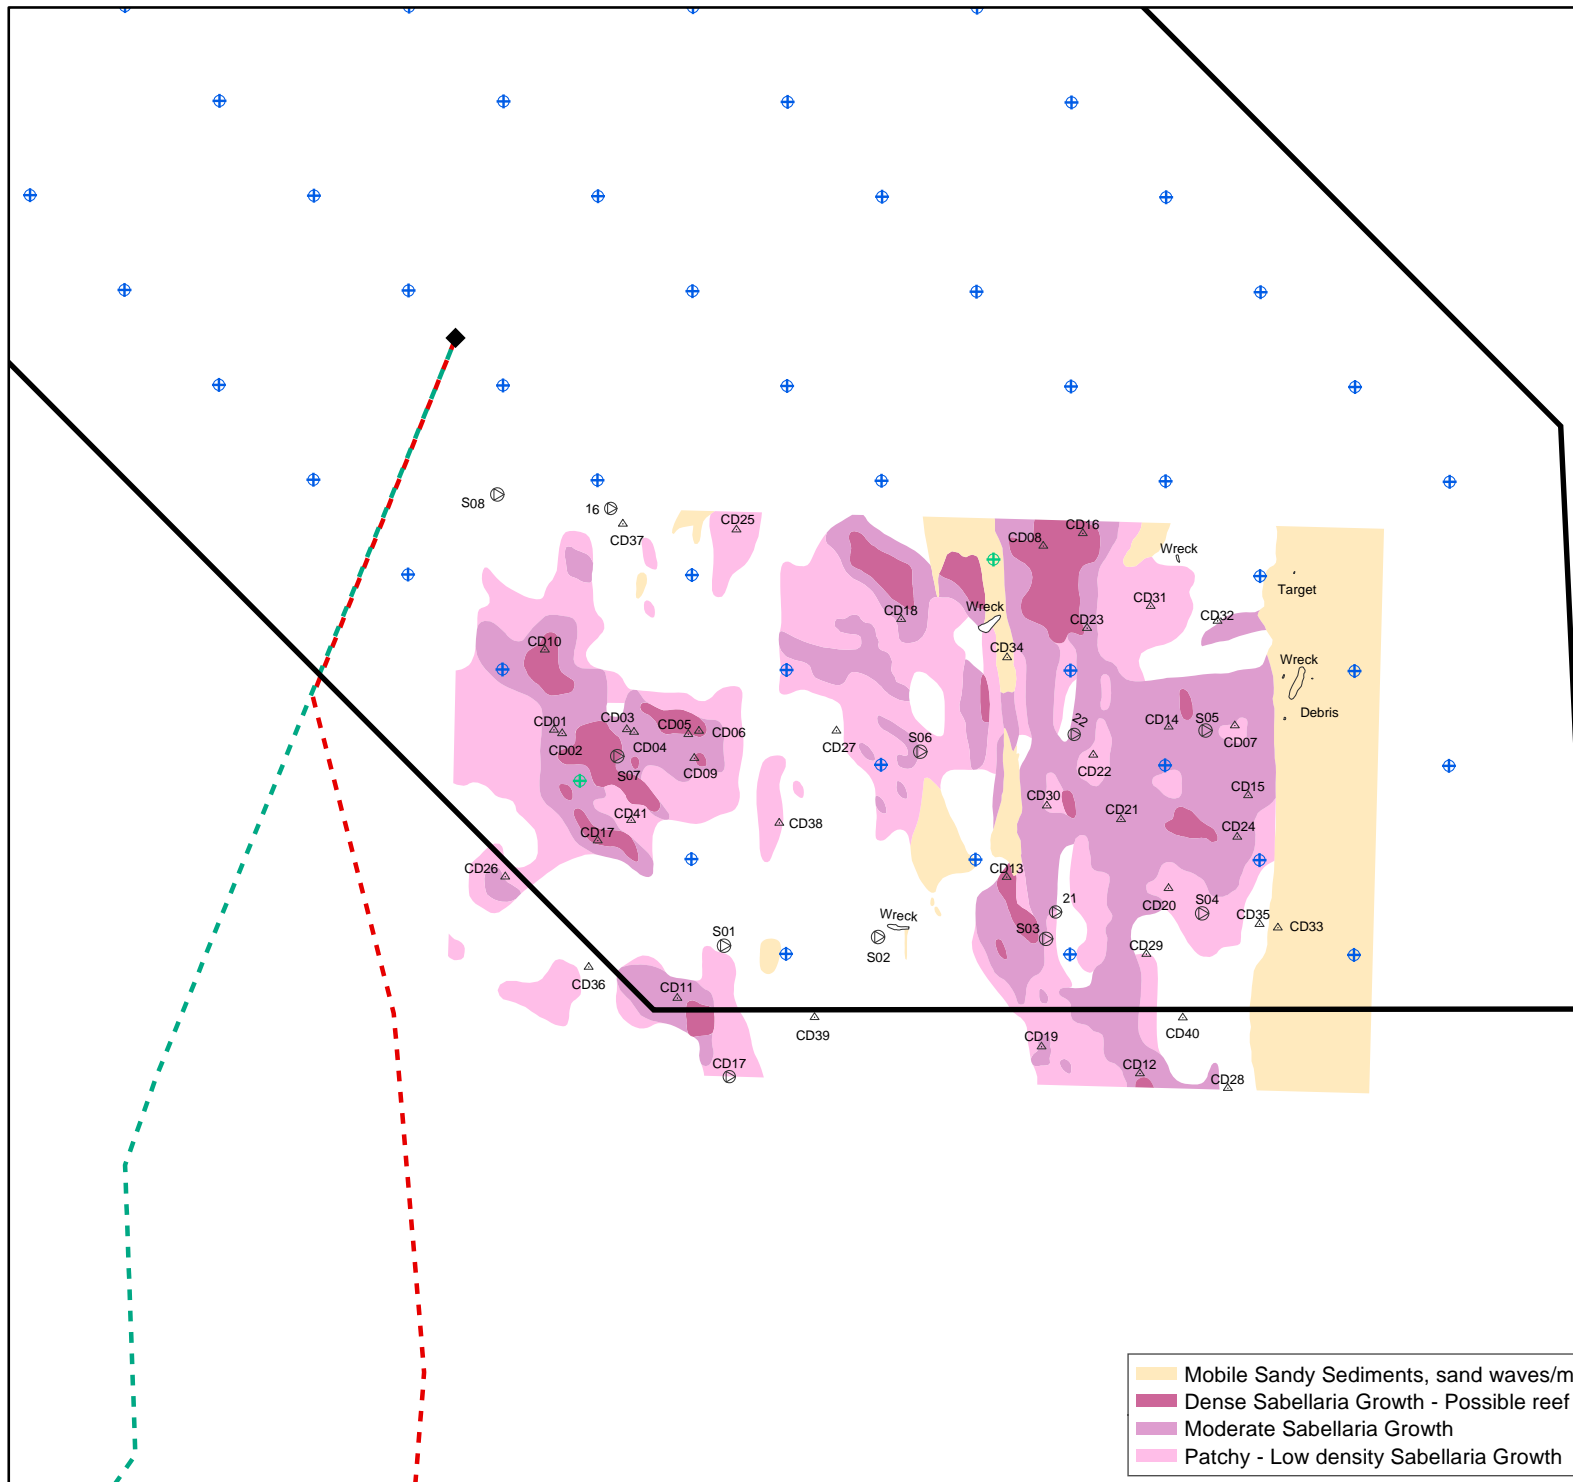 S08
16
CD37
CD25
CD16
CD08
Wreck
Target
CD31
CD32
CD18
Wreck
CD23
CD34
CD10
Wreck
Debris
CD01
CD03
CD05
CD06
CD02
CD04
CD27
S06
22
CD14
S05
CD07
S07
CD09
CD22
CD15
CD30
CD21
CD41
CD38
CD17
CD24
CD26
CD13
CD20
S04
21
Wreck
S01
S02
S03
CD35
CD33
CD29
CD36
CD11
CD39
CD40
CD19
CD17
CD12
CD28
Mobile Sandy Sediments, sand waves/m
Dense Sabellaria Growth - Possible reef
Moderate Sabellaria Growth
Patchy - Low density Sabellaria Growth